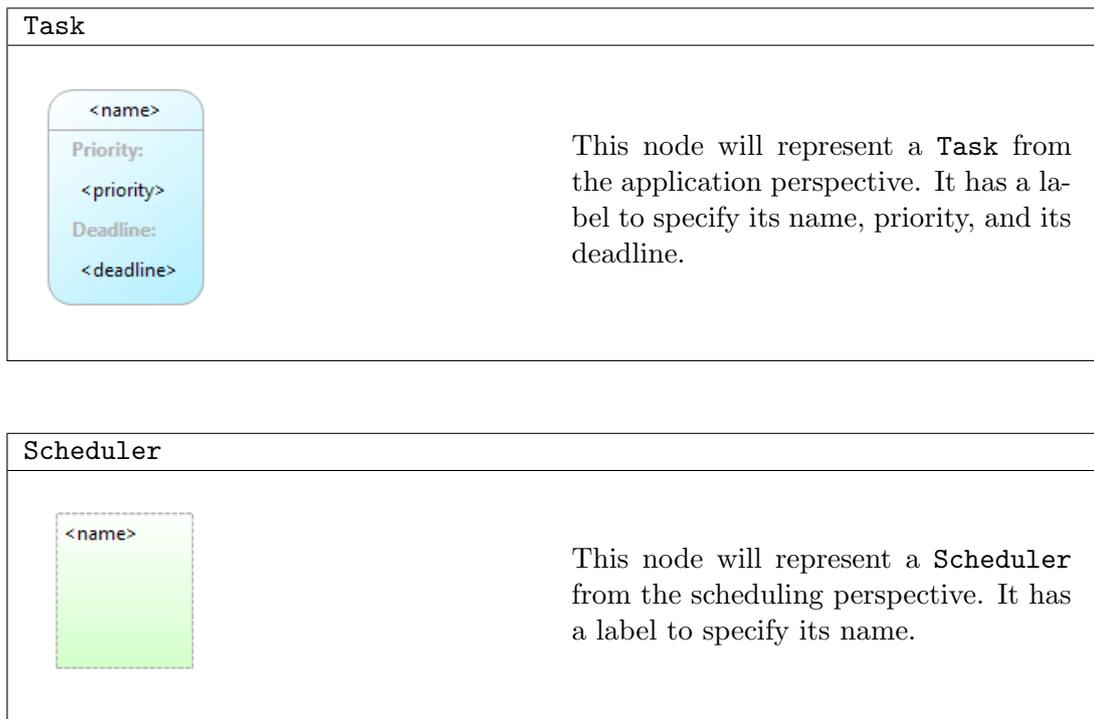 Task
<name>
Priority:
<priority>
Deadline:
<deadline>
This node will represent a Task from
the application perspective. It has a la-
bel to specify its name, priority, and its
deadline.
Scheduler
<name>
This node will represent a Scheduler
from the scheduling perspective. It has
a label to specify its name.